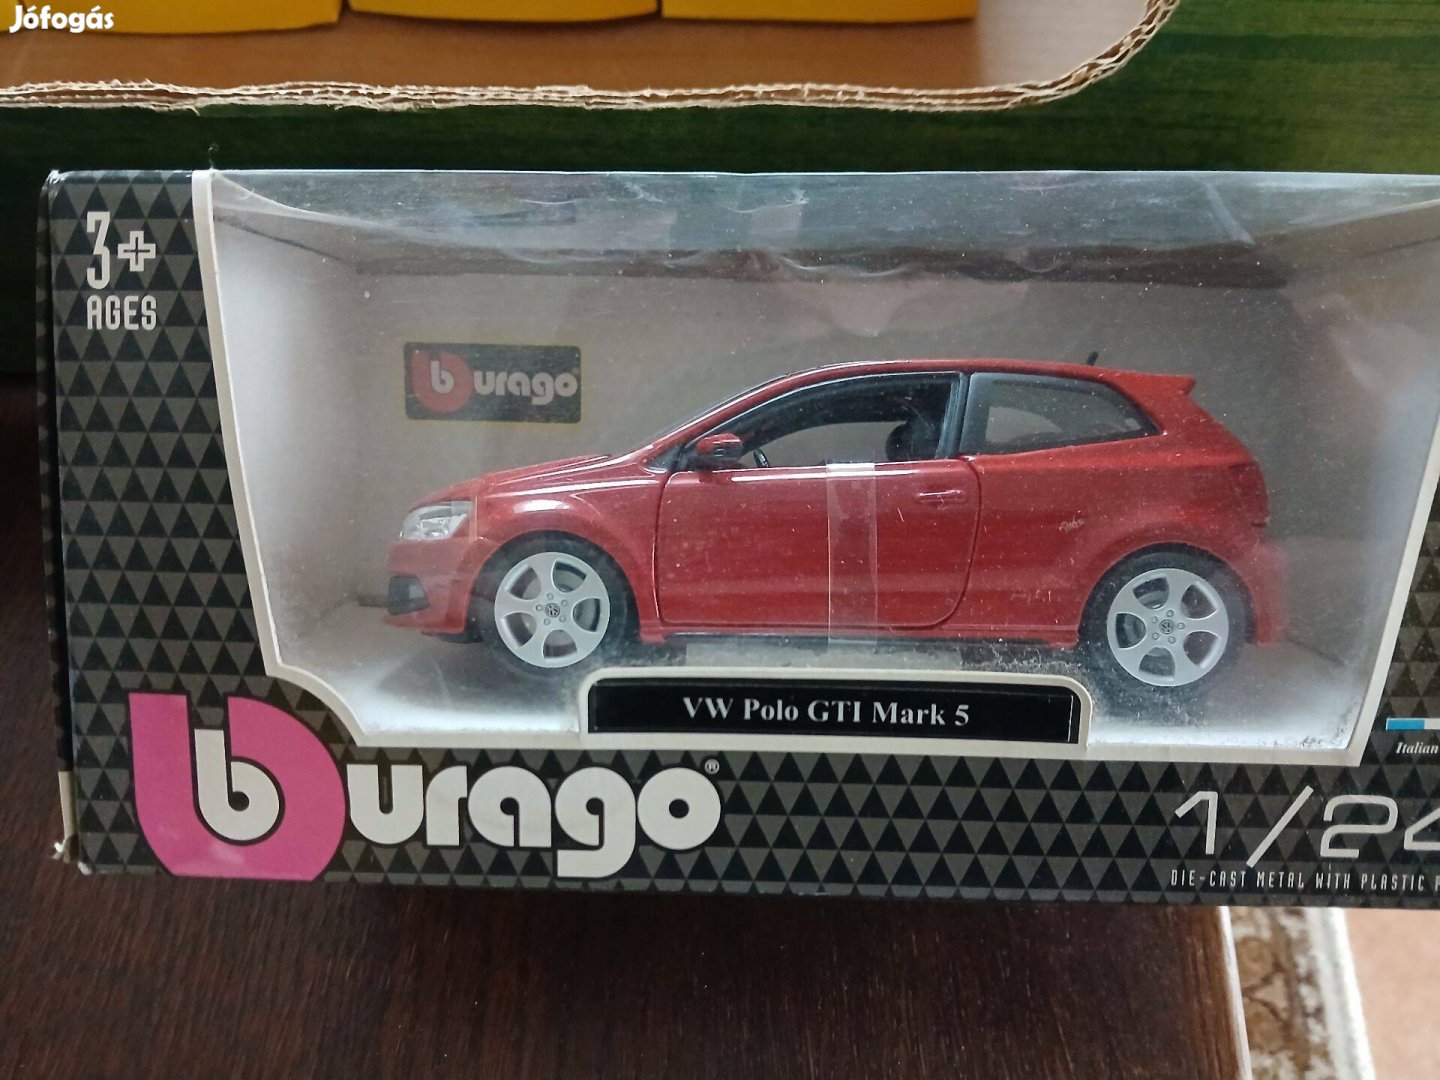 Jófogás
3+
AGES
burago
VW Polo GTI Mark 5
Italian
burago®
1/24
DIE-CAST METAL WITH PLASTIC P